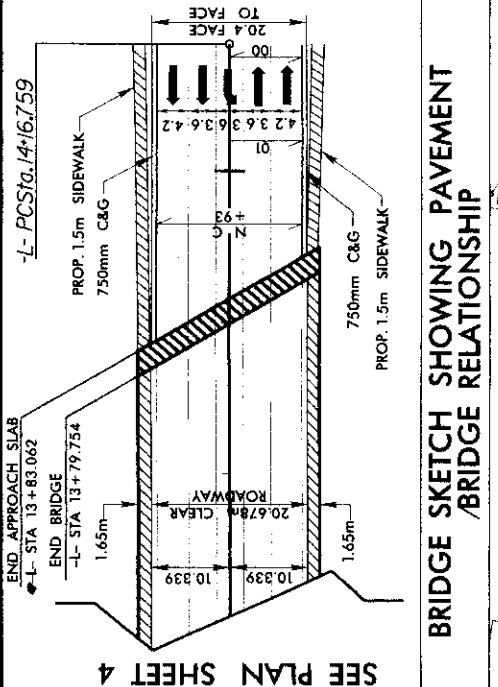 -L- PCSta.14+16.759
20.4 FACE
TO FACE
PROP. 1.5m SIDEWALK
750mm C&G
00
4.2 3.6 3.6 3.6 4.2
10
N C
+93
END APPROACH SLAB
-L- STA 13+83.062
END BRIDGE
-L- STA 13+79.754
1.65m
20.678m CLEAR
ROADWAY
10.339
10.339
1.65m
750mm C&G
PROP. 1.5m SIDEWALK
SEE PLAN SHEET 4
BRIDGE SKETCH SHOWING PAVEMENT
/BRIDGE RELATIONSHIP